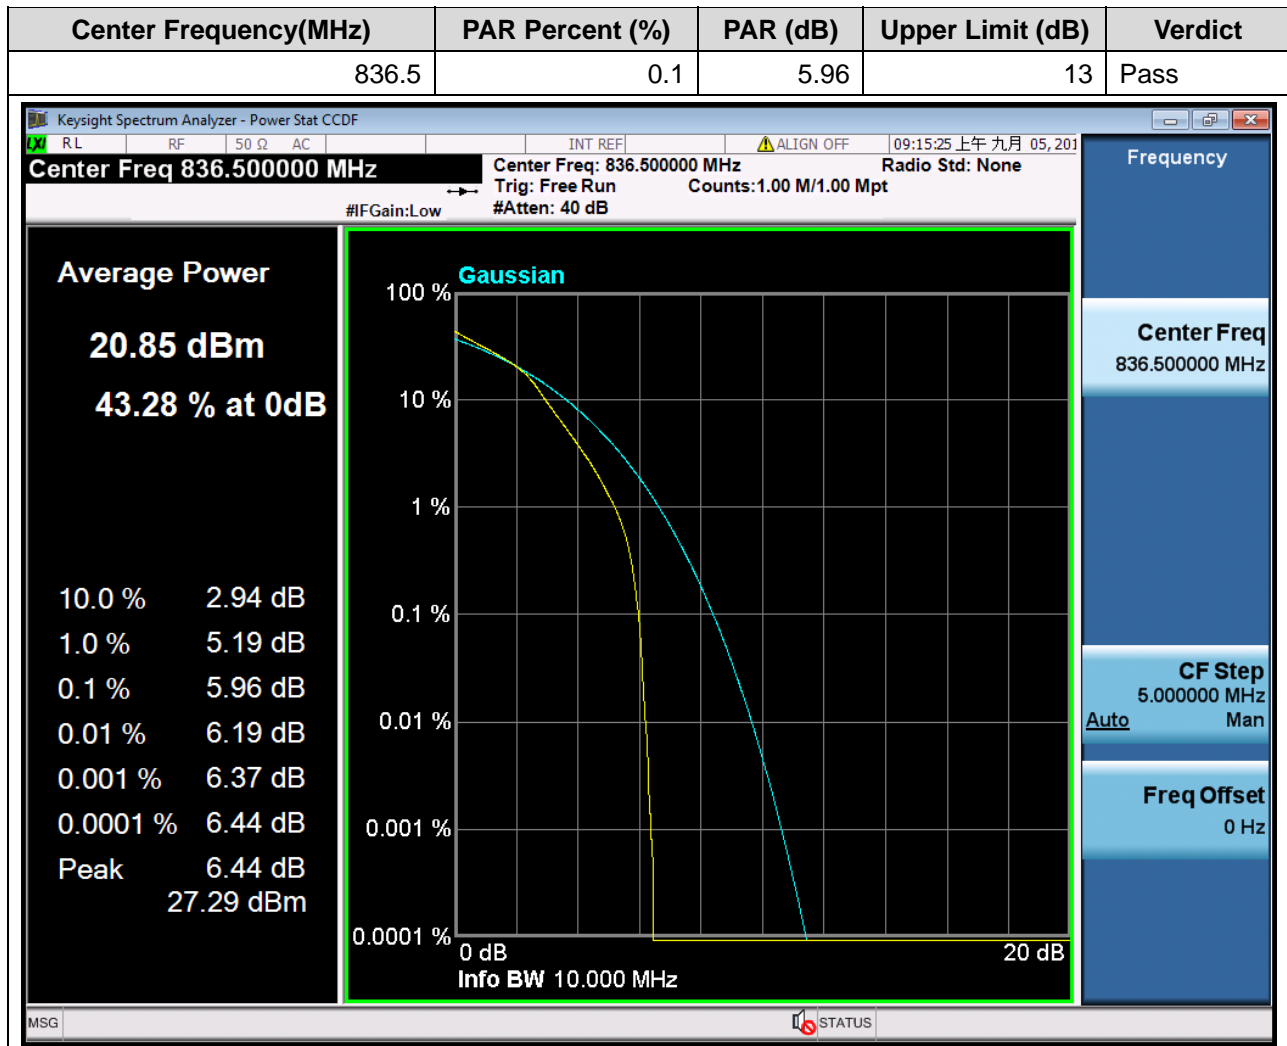 Center Frequency(MHz) PAR Percent (%) PAR (dB) Upper Limit (dB) Verdict
836.5 0.1 5.96 13 Pass
Keysight Spectrum Analyzer - Power Stat CCDF
LXI RL RF 50 Ω AC INT REF ALIGN OFF 09:15:25 上午 九月 05, 201
Center Freq 836.500000 MHz
Center Freq: 836.500000 MHz Radio Std: None
Trig: Free Run Counts:1.00 M/1.00 Mpt
#IFGain:Low #Atten: 40 dB
Average Power
20.85 dBm
43.28 % at 0dB
10.0 % 2.94 dB
1.0 % 5.19 dB
0.1 % 5.96 dB
0.01 % 6.19 dB
0.001 % 6.37 dB
0.0001 % 6.44 dB
Peak 6.44 dB
27.29 dBm
Gaussian
100 %
10 %
1 %
0.1 %
0.01 %
0.001 %
0.0001 %
0 dB 20 dB
Info BW 10.000 MHz
Frequency
Center Freq
836.500000 MHz
CF Step
5.000000 MHz
Auto Man
Freq Offset
0 Hz
MSG STATUS